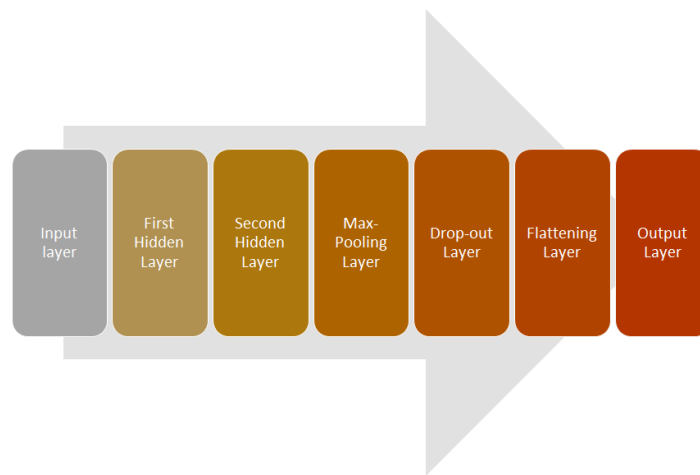 Input
layer
First
Hidden
Layer
Second
Hidden
Layer
Max-
Pooling
Layer
Drop-out
Layer
Flattening
Layer
Output
Layer